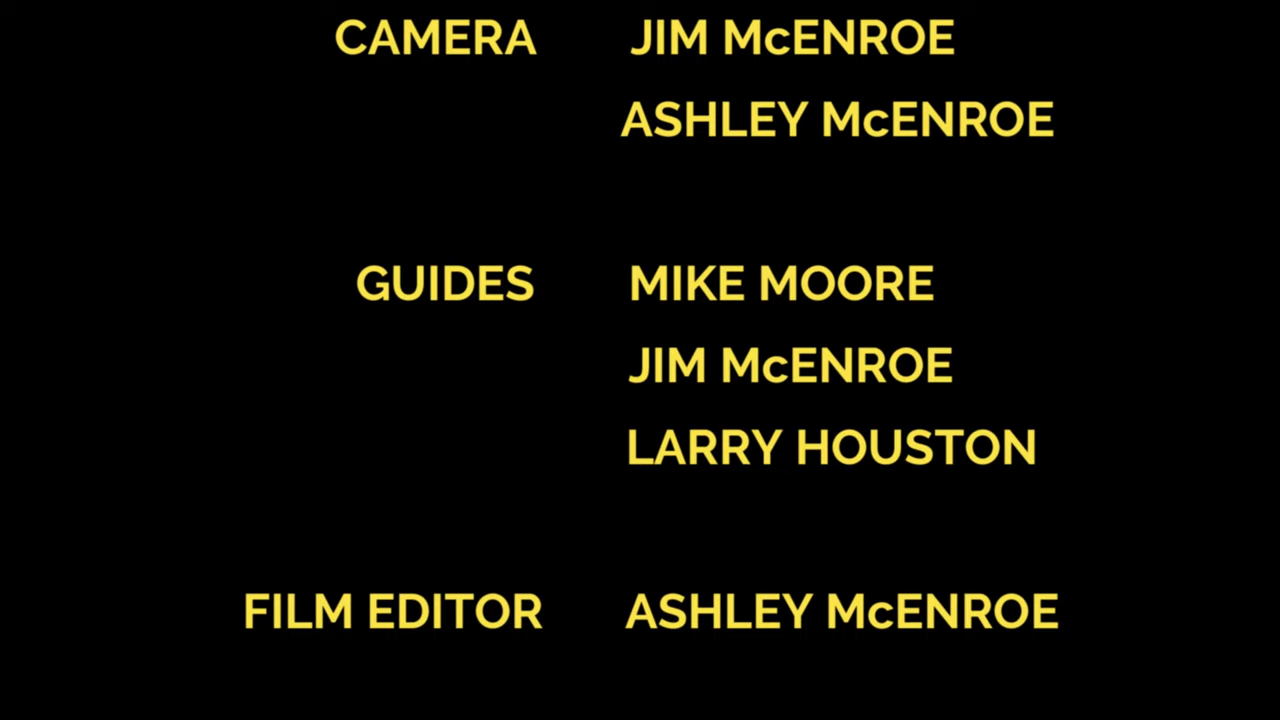 CAMERA JIM McENROE
ASHLEY McENROE
GUIDES MIKE MOORE
JIM McENROE
LARRY HOUSTON
FILM EDITOR ASHLEY McENROE